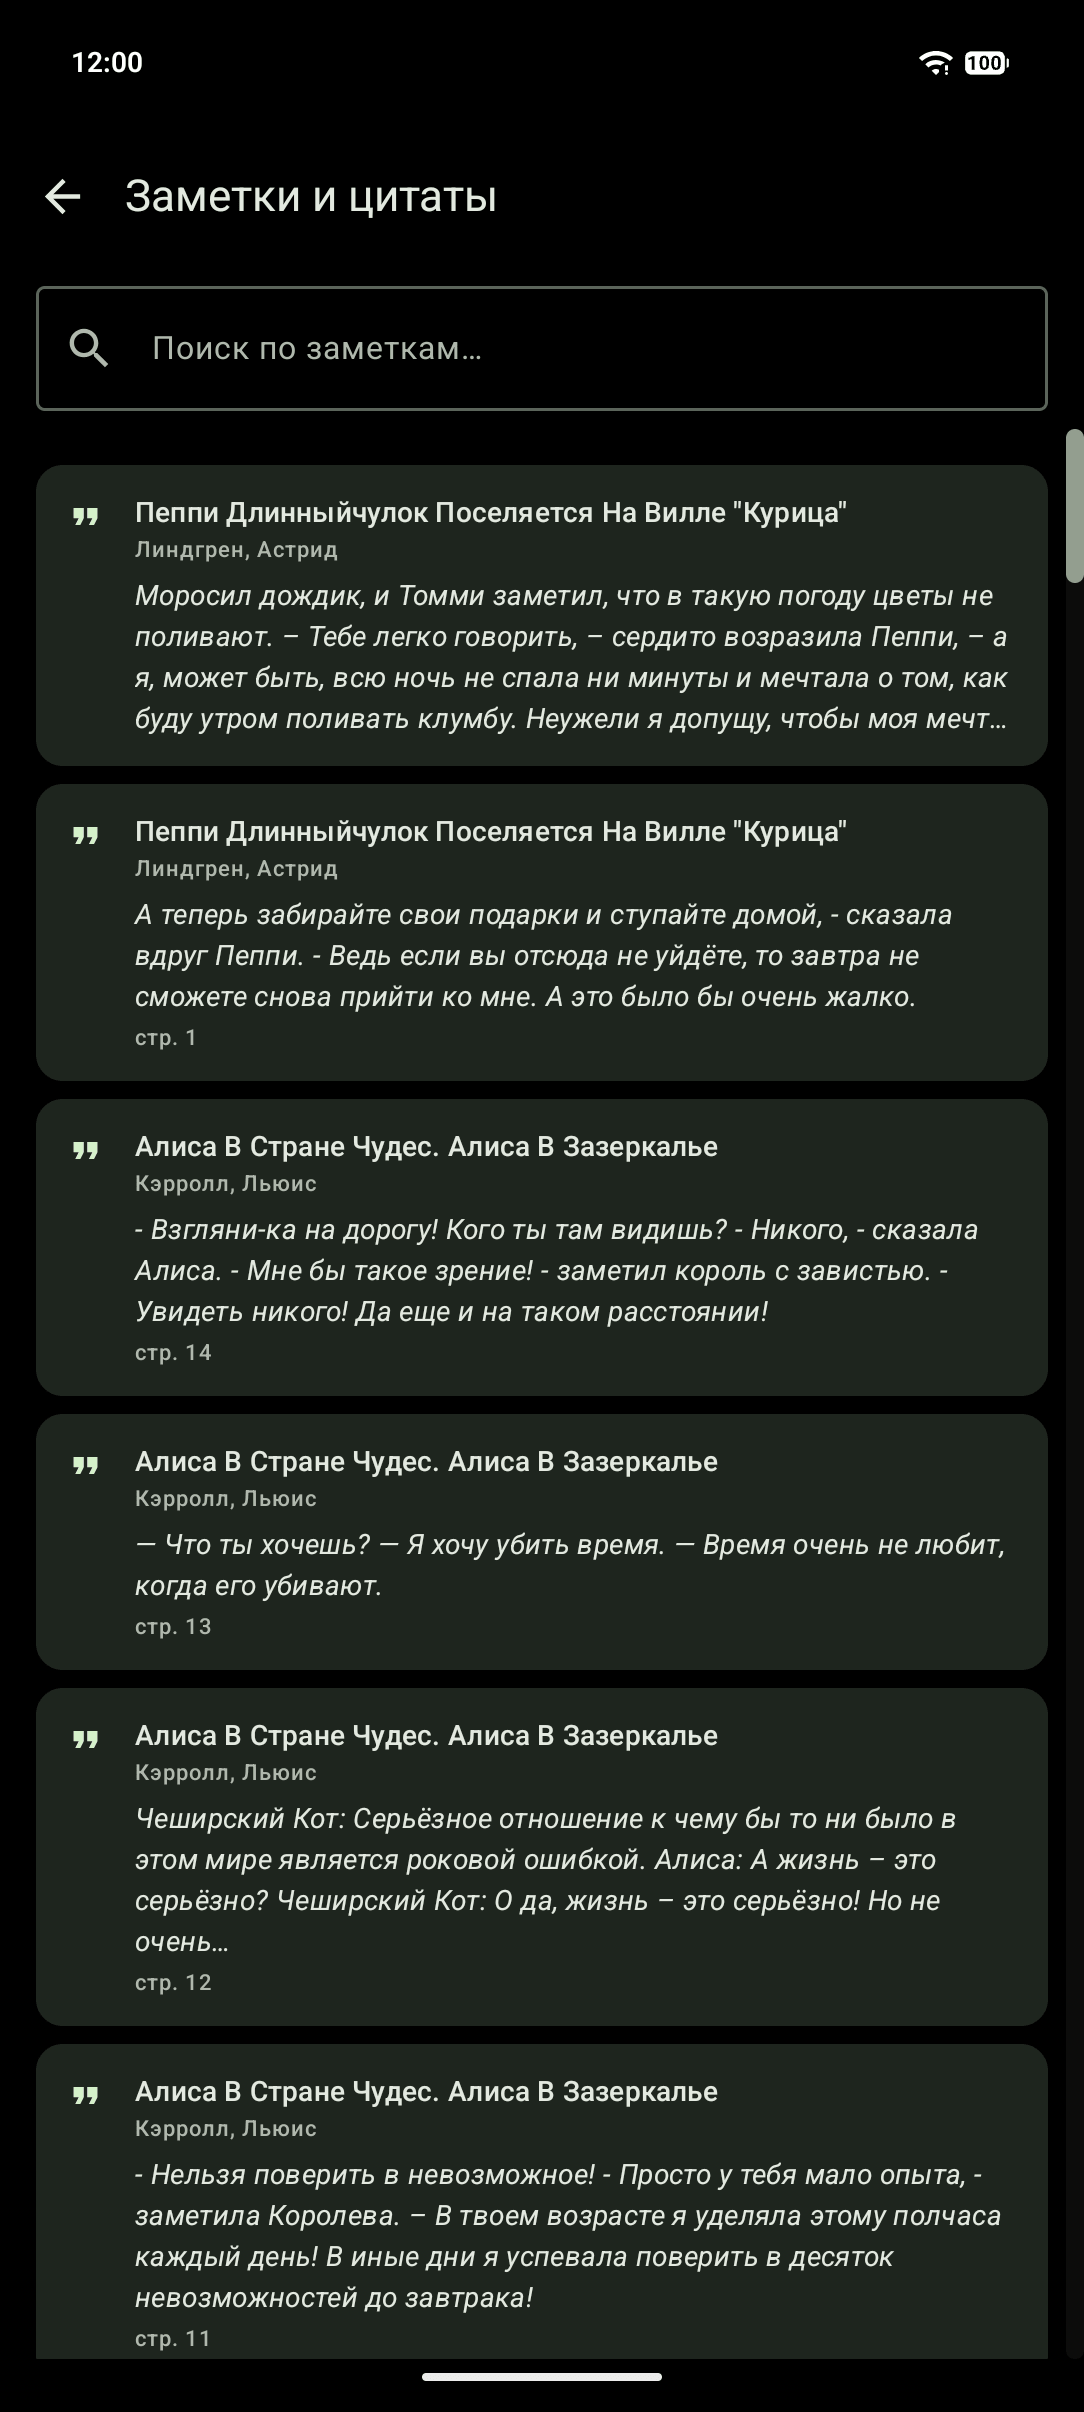 12:00
100
Заметки и цитаты
Поиск по заметкам…
Пеппи Длинныйчулок Поселяется На Вилле "Курица"
Линдгрен, Астрид
Моросил дождик, и Томми заметил, что в такую погоду цветы не
поливают. – Тебе легко говорить, – сердито возразила Пеппи, – а
я, может быть, всю ночь не спала ни минуты и мечтала о том, как
буду утром поливать клумбу. Неужели я допущу, чтобы моя мечт…
Пеппи Длинныйчулок Поселяется На Вилле "Курица"
Линдгрен, Астрид
А теперь забирайте свои подарки и ступайте домой, - сказала
вдруг Пеппи. - Ведь если вы отсюда не уйдёте, то завтра не
сможете снова прийти ко мне. А это было бы очень жалко.
стр. 1
Алиса В Стране Чудес. Алиса В Зазеркалье
Кэрролл, Льюис
- Взгляни-ка на дорогу! Кого ты там видишь? - Никого, - сказала
Алиса. - Мне бы такое зрение! - заметил король с завистью. -
Увидеть никого! Да еще и на таком расстоянии!
стр. 14
Алиса В Стране Чудес. Алиса В Зазеркалье
Кэрролл, Льюис
— Что ты хочешь? — Я хочу убить время. — Время очень не любит,
когда его убивают.
стр. 13
Алиса В Стране Чудес. Алиса В Зазеркалье
Кэрролл, Льюис
Чеширский Кот: Серьёзное отношение к чему бы то ни было в
этом мире является роковой ошибкой. Алиса: А жизнь – это
серьёзно? Чеширский Кот: О да, жизнь – это серьёзно! Но не
очень…
стр. 12
Алиса В Стране Чудес. Алиса В Зазеркалье
Кэрролл, Льюис
- Нельзя поверить в невозможное! - Просто у тебя мало опыта, -
заметила Королева. – В твоем возрасте я уделяла этому полчаса
каждый день! В иные дни я успевала поверить в десяток
невозможностей до завтрака!
стр. 11